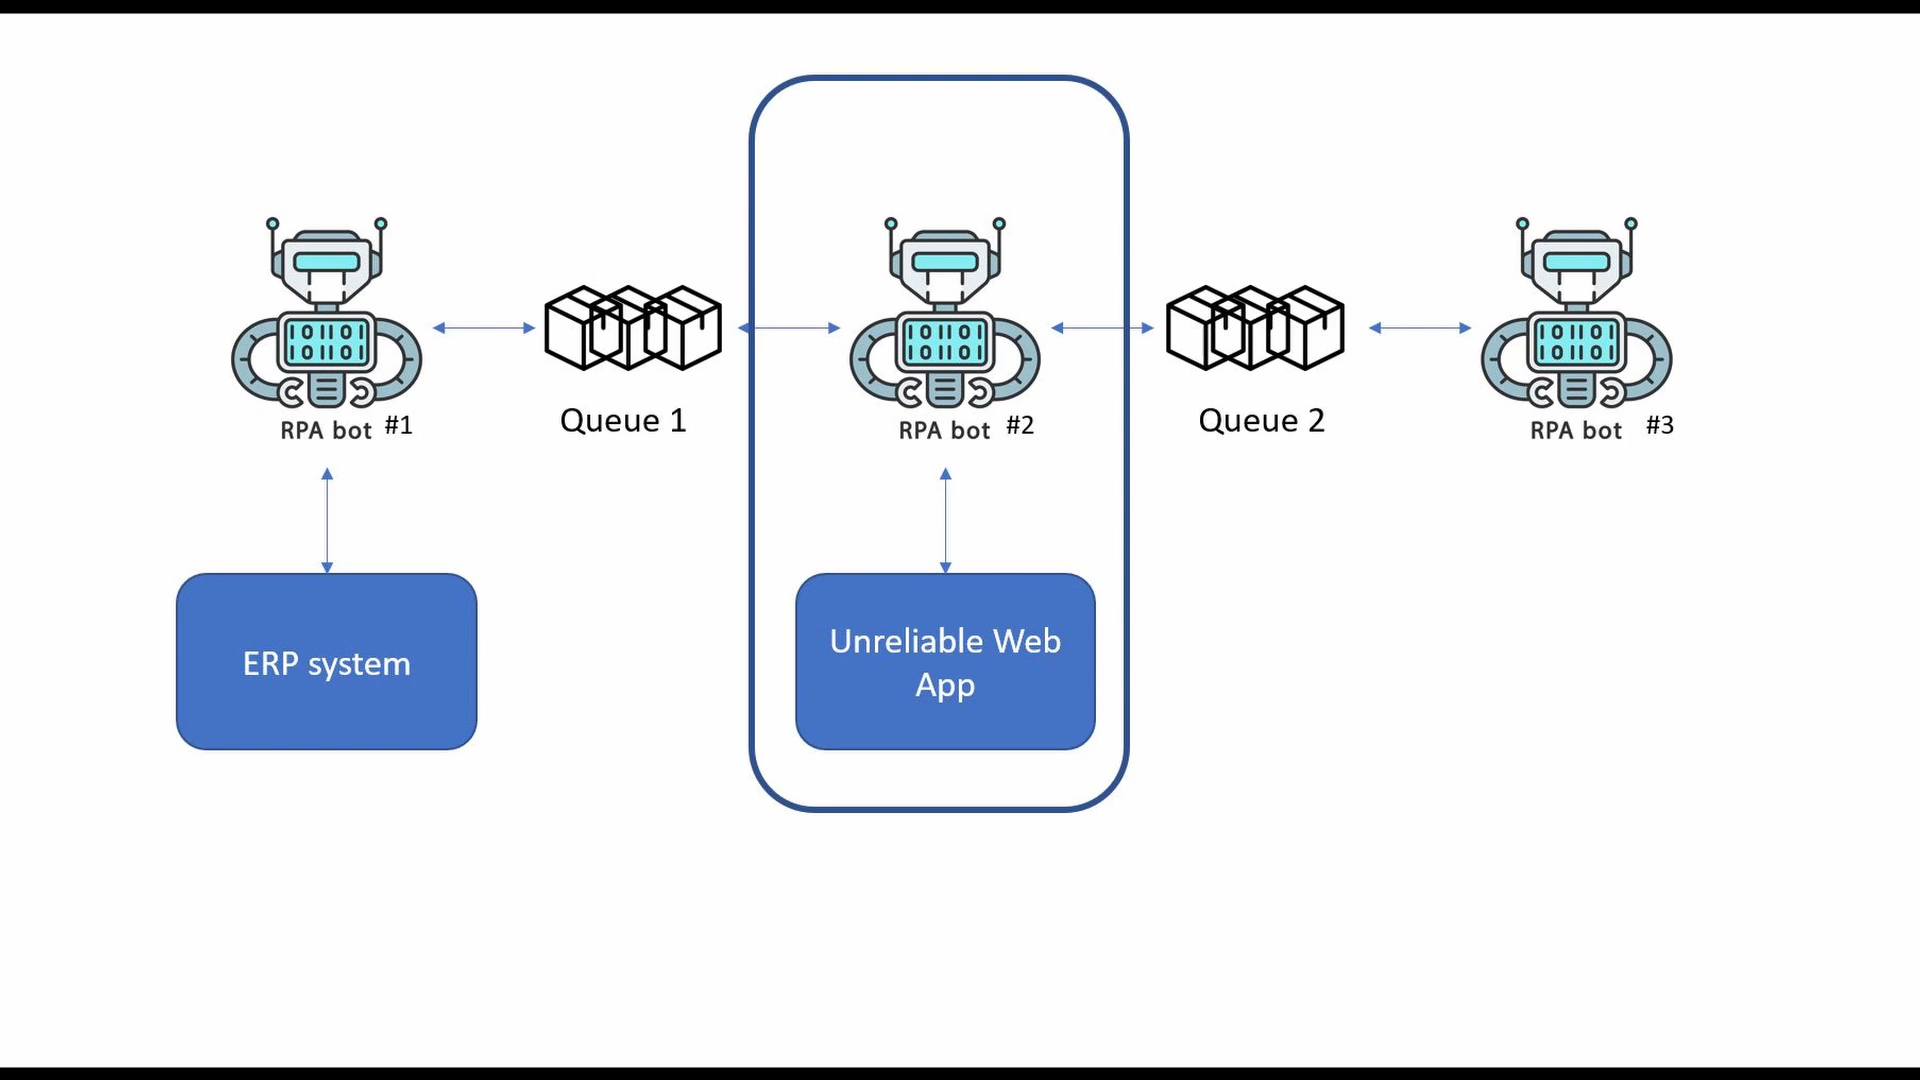 RPA bot #1
Queue 1
RPA bot #2
Queue 2
RPA bot #3
ERP system
Unreliable Web
App